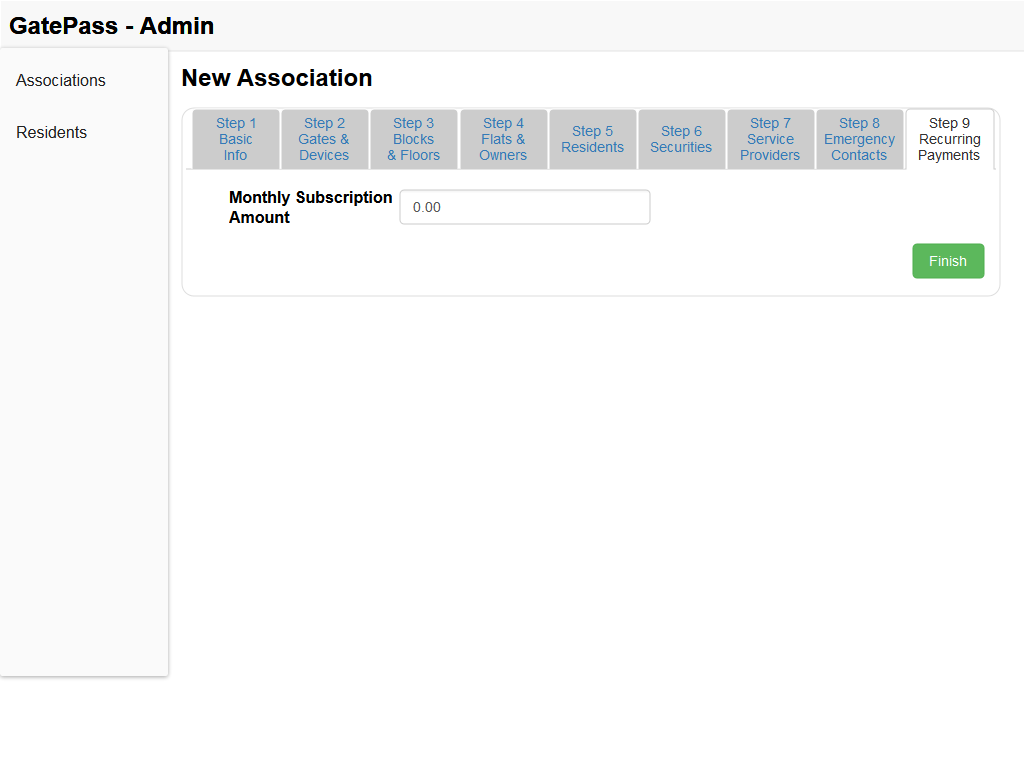 GatePass - Admin
Associations
Residents
New Association
Step 1
Basic
Info
Step 2
Gates &
Devices
Step 3
Blocks
& Floors
Step 4
Flats &
Owners
Step 5
Residents
Step 6
Securities
Step 7
Service
Providers
Step 8
Emergency
Contacts
Step 9
Recurring
Payments
Monthly Subscription
Amount
0.00
Finish